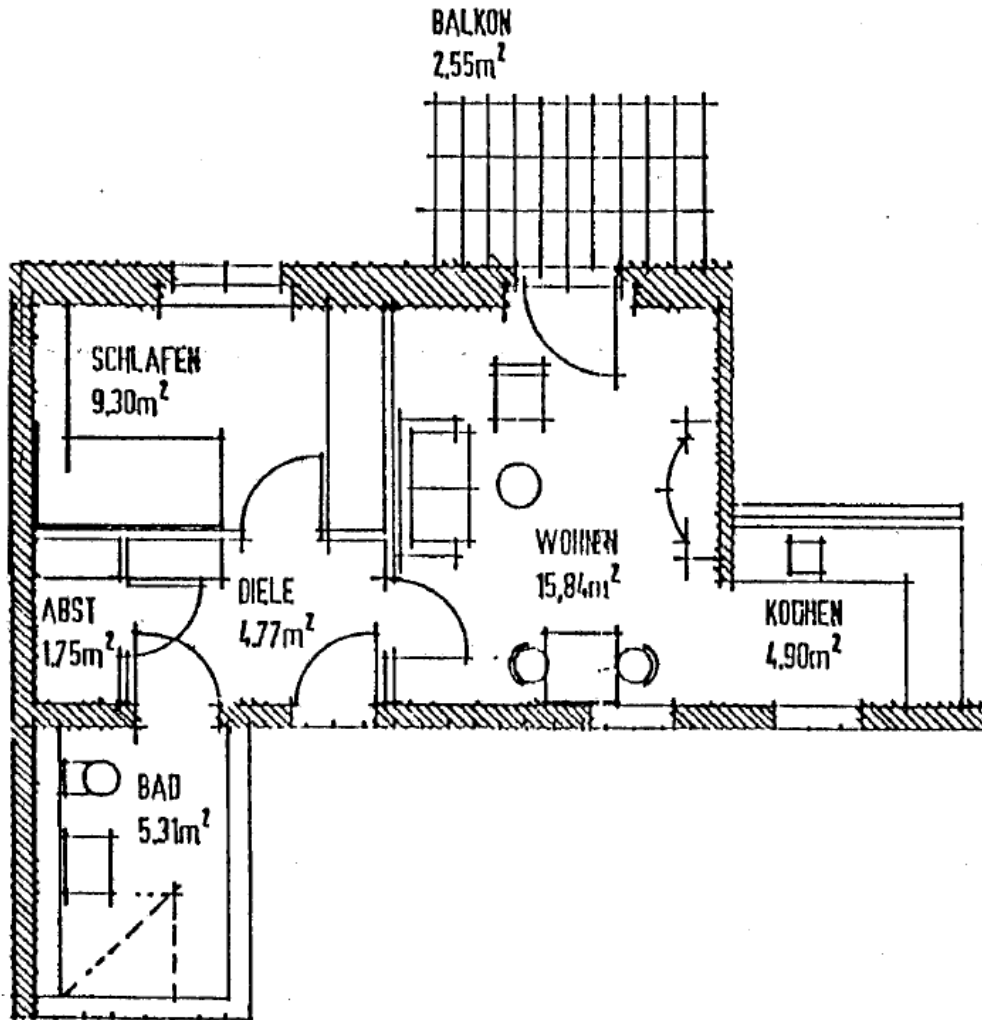 BALKON
2,55m²
SCHLAFEN
9,30m²
WOHNEN
15,84m²
ABST
1,75m²
DIELE
4,77m²
KOCHEN
4,90m²
BAD
5,31m²